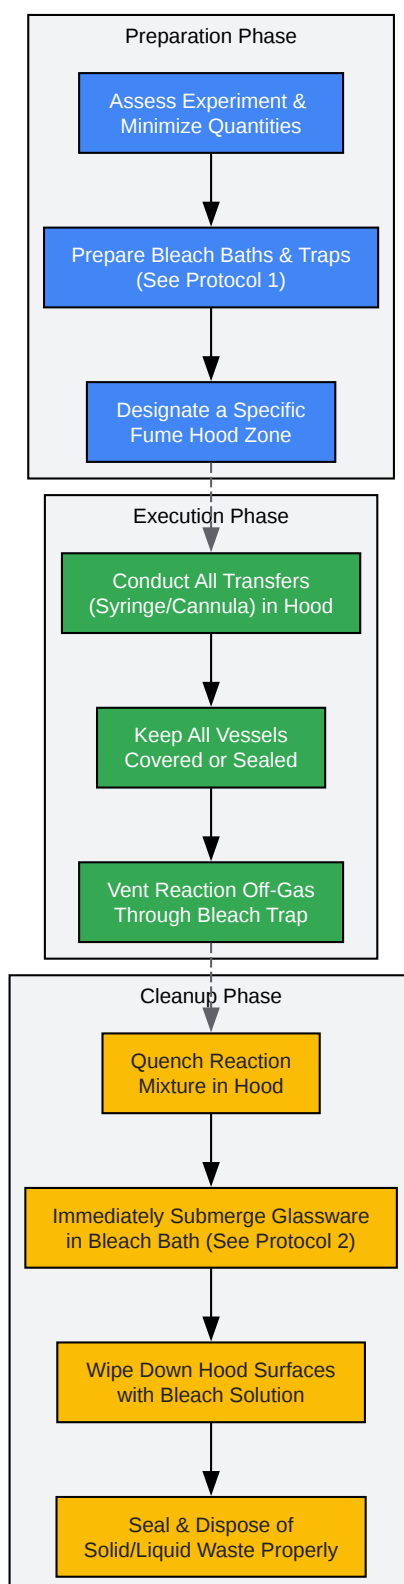 Preparation Phase
Assess Experiment &
Minimize Quantities
Prepare Bleach Baths & Traps
(See Protocol 1)
Designate a Specific
Fume Hood Zone
Execution Phase
Conduct All Transfers
(Syringe/Cannula) in Hood
Keep All Vessels
Covered or Sealed
Vent Reaction Off-Gas
Through Bleach Trap
Cleanup Phase
Quench Reaction
Mixture in Hood
Immediately Submerge Glassware
in Bleach Bath (See Protocol 2)
Wipe Down Hood Surfaces
with Bleach Solution
Seal & Dispose of
Solid/Liquid Waste Properly